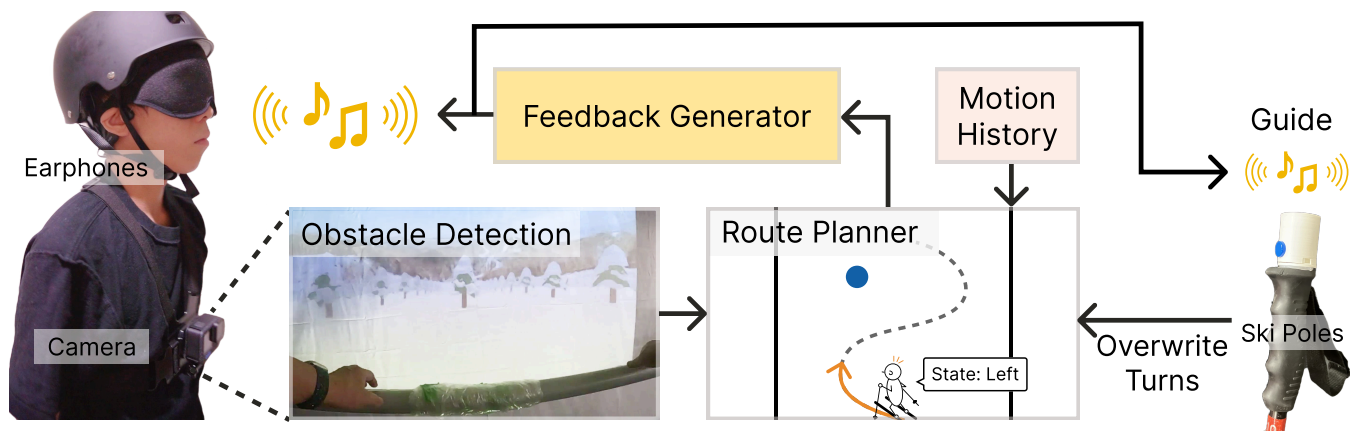 Earphones
Camera
Feedback Generator
Motion
History
Guide
Obstacle Detection
Route Planner
State: Left
Overwrite
Turns
Ski Poles